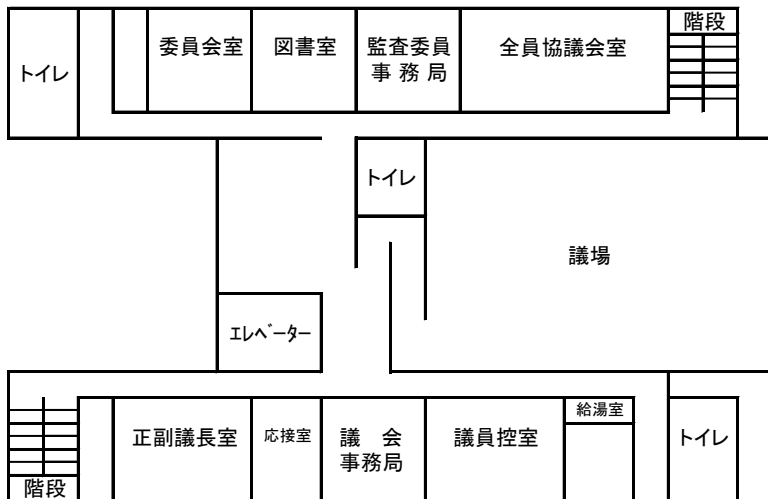 階段
委員会室
図書室
監査委員
事務局
全員協議会室
トイレ
トイレ
議場
エレベーター
給湯室
正副議長室
応接室
議会
事務局
議員控室
トイレ
階段